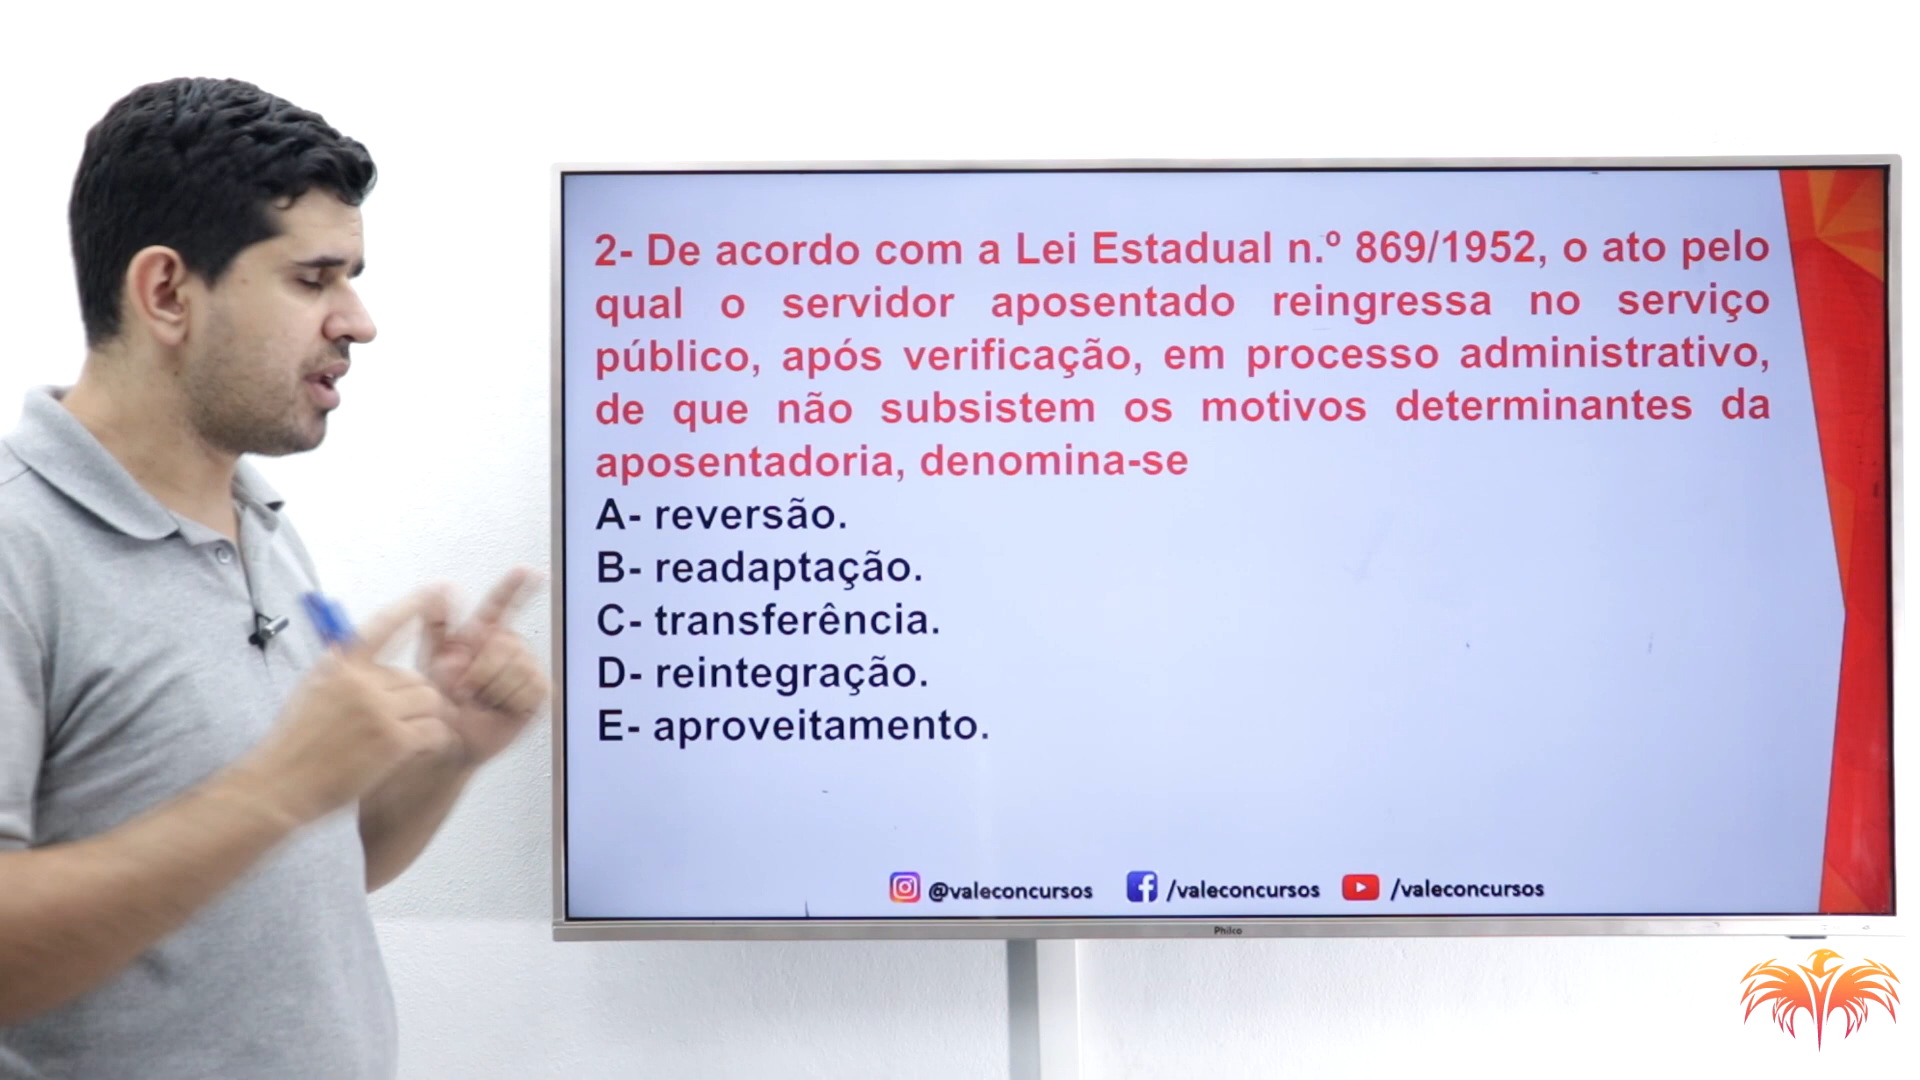 2- De acordo com a Lei Estadual n.º 869/1952, o ato pelo
qual o servidor aposentado reingressa no serviço
público, após verificação, em processo administrativo,
de que não subsistem os motivos determinantes da
aposentadoria, denomina-se
A- reversão.
B- readaptação.
C- transferência.
D- reintegração.
E- aproveitamento.
@valeconcursos /valeconcursos /valeconcursos
Philco